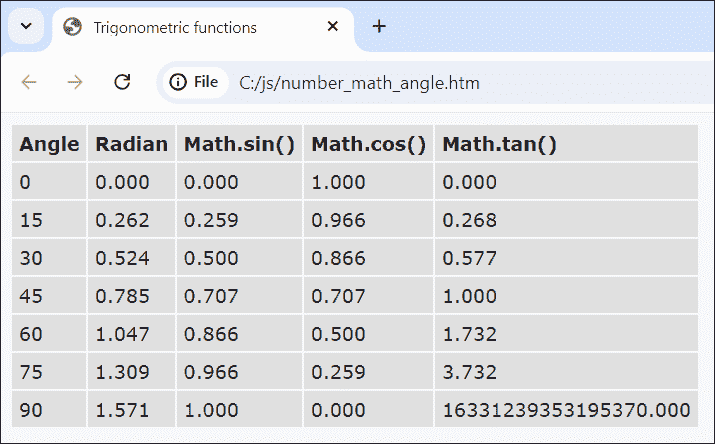 Trigonometric functions
File C:/js/number_math_angle.htm
Angle Radian Math.sin() Math.cos() Math.tan()
0 0.000 0.000 1.000 0.000
15 0.262 0.259 0.966 0.268
30 0.524 0.500 0.866 0.577
45 0.785 0.707 0.707 1.000
60 1.047 0.866 0.500 1.732
75 1.309 0.966 0.259 3.732
90 1.571 1.000 0.000 16331239353195370.000